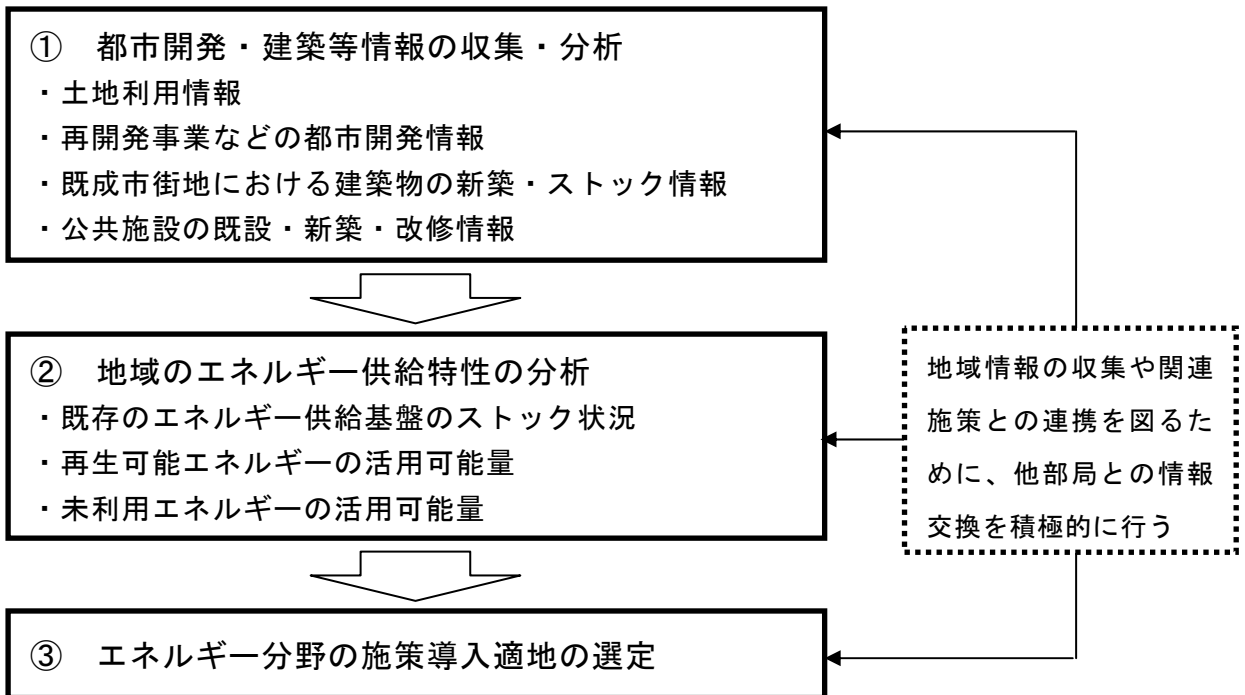 ① 都市開発・建築等情報の収集・分析
・土地利用情報
・再開発事業などの都市開発情報
・既成市街地における建築物の新築・ストック情報
・公共施設の既設・新築・改修情報
② 地域のエネルギー供給特性の分析
・既存のエネルギー供給基盤のストック状況
・再生可能エネルギーの活用可能量
・未利用エネルギーの活用可能量
③ エネルギー分野の施策導入適地の選定
地域情報の収集や関連
施策との連携を図るた
めに、他部局との情報
交換を積極的に行う